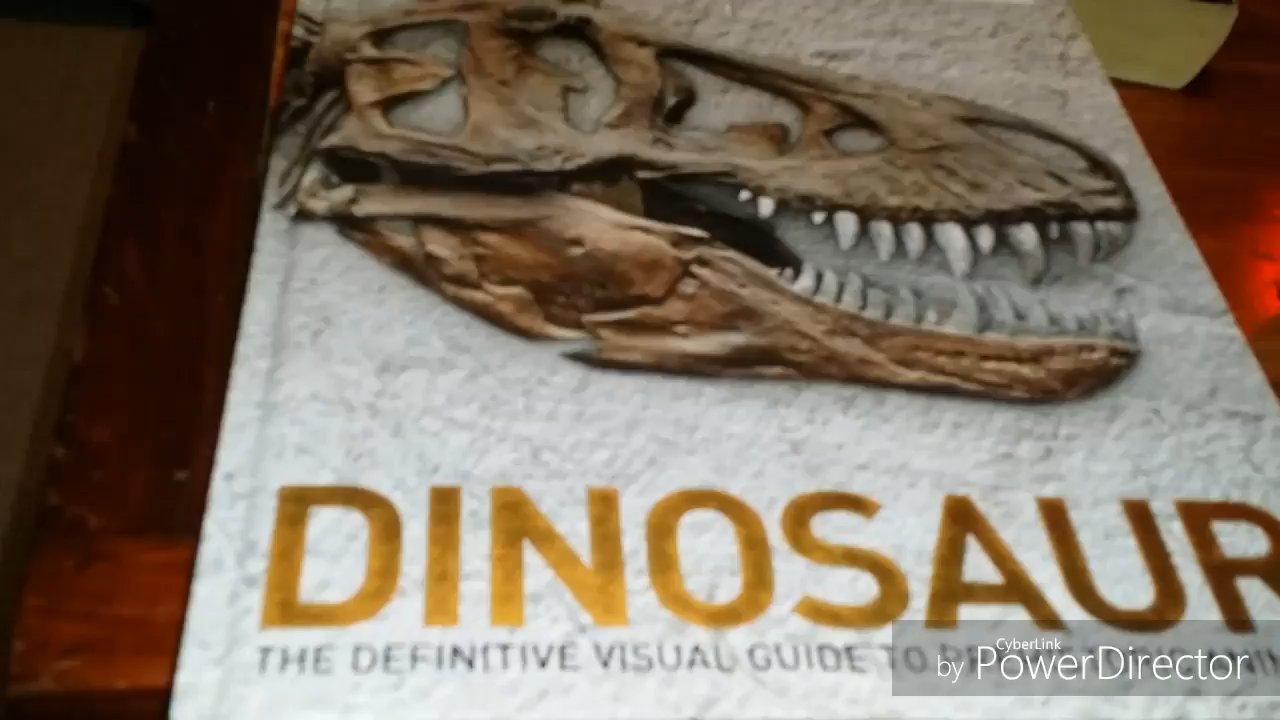 DINOSAUR
THE DEFINITIVE VISUAL GUIDE TO
CyberLink
by PowerDirector